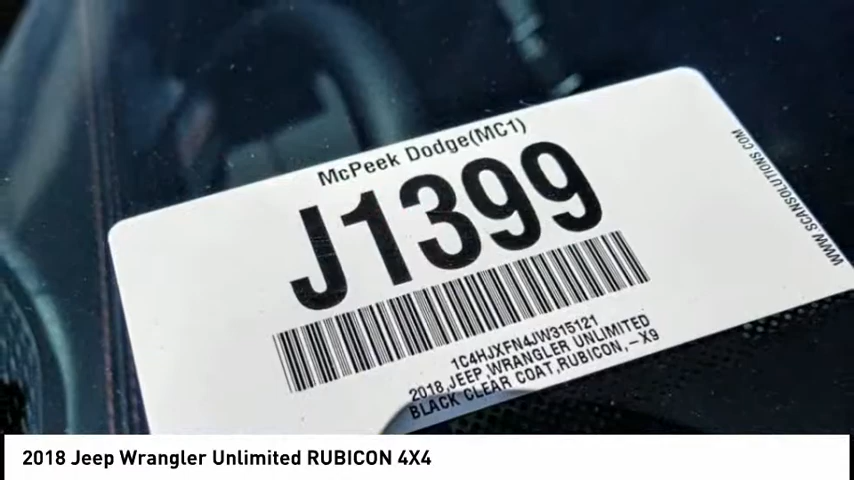 McPeek Dodge(MC1)
J1399
1C4HJXFN4JW315121
2018,JEEP,WRANGLER UNLIMITED
BLACK CLEAR COAT,RUBICON,-X9
WWW.SCANSOLUTIONS.COM
2018 Jeep Wrangler Unlimited RUBICON 4X4